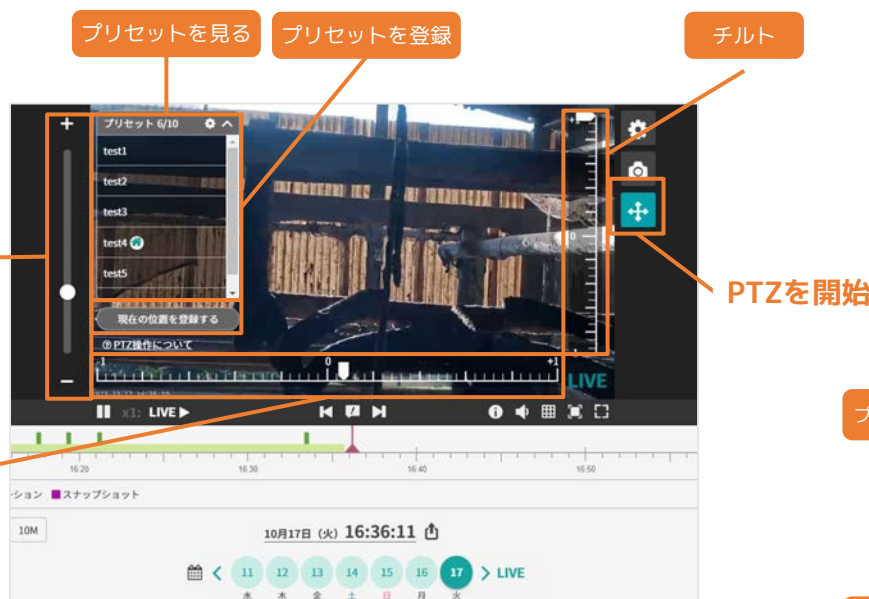 プリセットを見る
プリセットを登録
チルト
プリセット 6/10
test1
test2
test3
test4
test5
現在の位置を登録する
PTZ操作について
+1
0
-1
0
+1
PTZを開始
LIVE
x1: LIVE
16:20
16:30
16:40
16:50
ション
スナップショット
10M
10月17日（火）16:36:11
11
12
13
14
15
16
17
LIVE
水
木
金
土
日
月
火